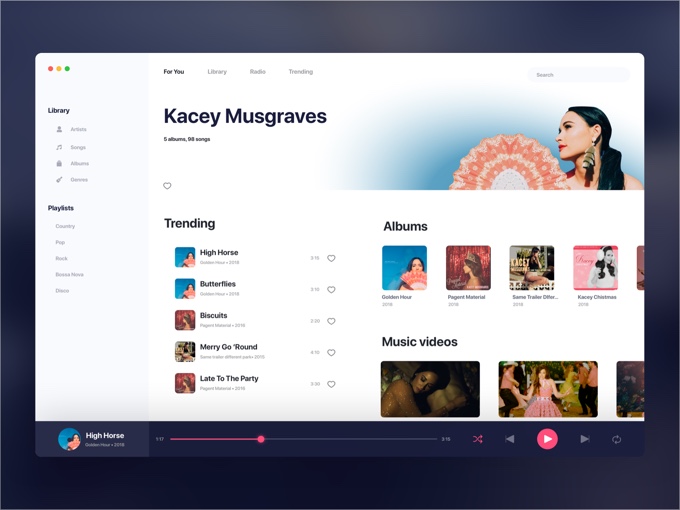 For You Library Radio Trending
Search
Library
Artists
Songs
Albums
Genres
Playlists
Country
Pop
Rock
Bossa Nova
Disco
Kacey Musgraves
5 albums, 98 songs
Trending
High Horse
Golden Hour • 2018
3:15
Butterflies
Golden Hour • 2018
3:10
Biscuits
Pagent Material • 2018
2:30
Merry Go ‘Round
Same trailer different park• 2015
4:10
Late To The Party
Pagent Material • 2018
3:30
Albums
Golden Hour
2018
Pagent Material
2018
Same Trailer Differ...
2018
Kacey Chistmas
2018
Music videos
High Horse
Golden Hour • 2018
1:17
3:15